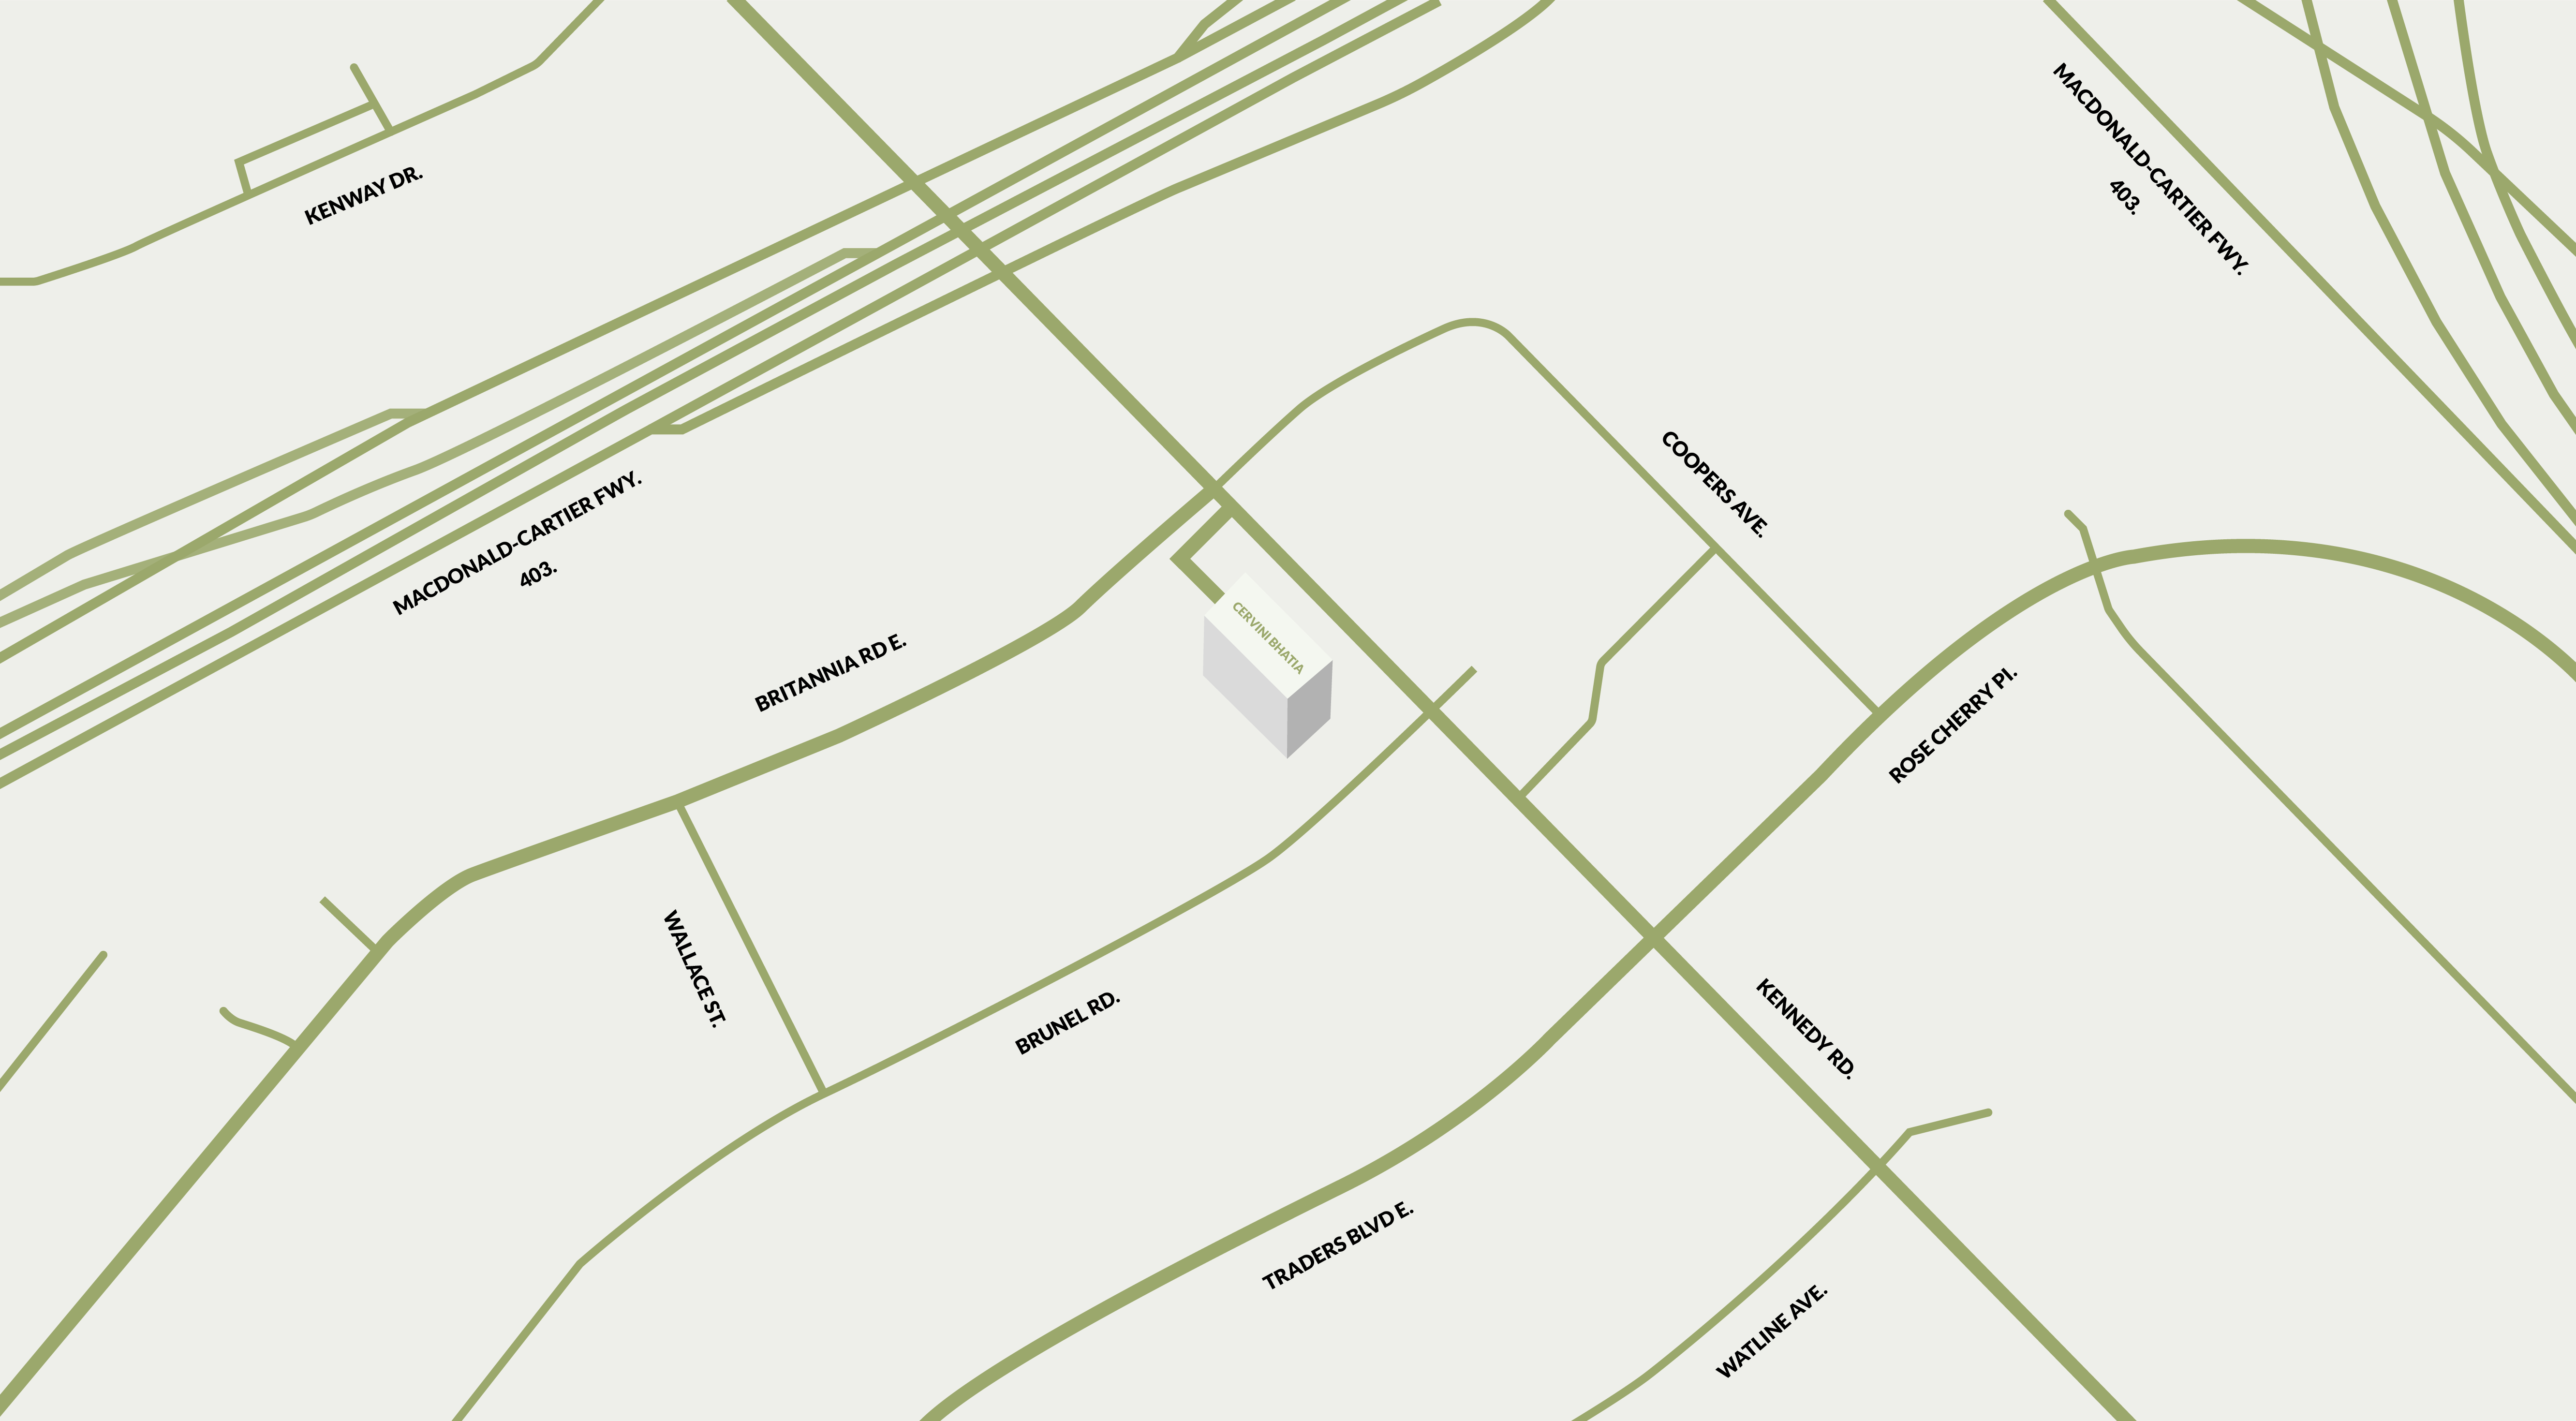 MACDONALD-CARTIER FWY.
403.
KENWAY DR.
COOPERS AVE.
MACDONALD-CARTIER FWY.
403.
BRITANNIA RD E.
CERVINI BHATIA
ROSE CHERRY Pl.
WALLACE ST.
BRUNEL RD.
KENNEDY RD.
TRADERS BLVD E.
WATLINE AVE.